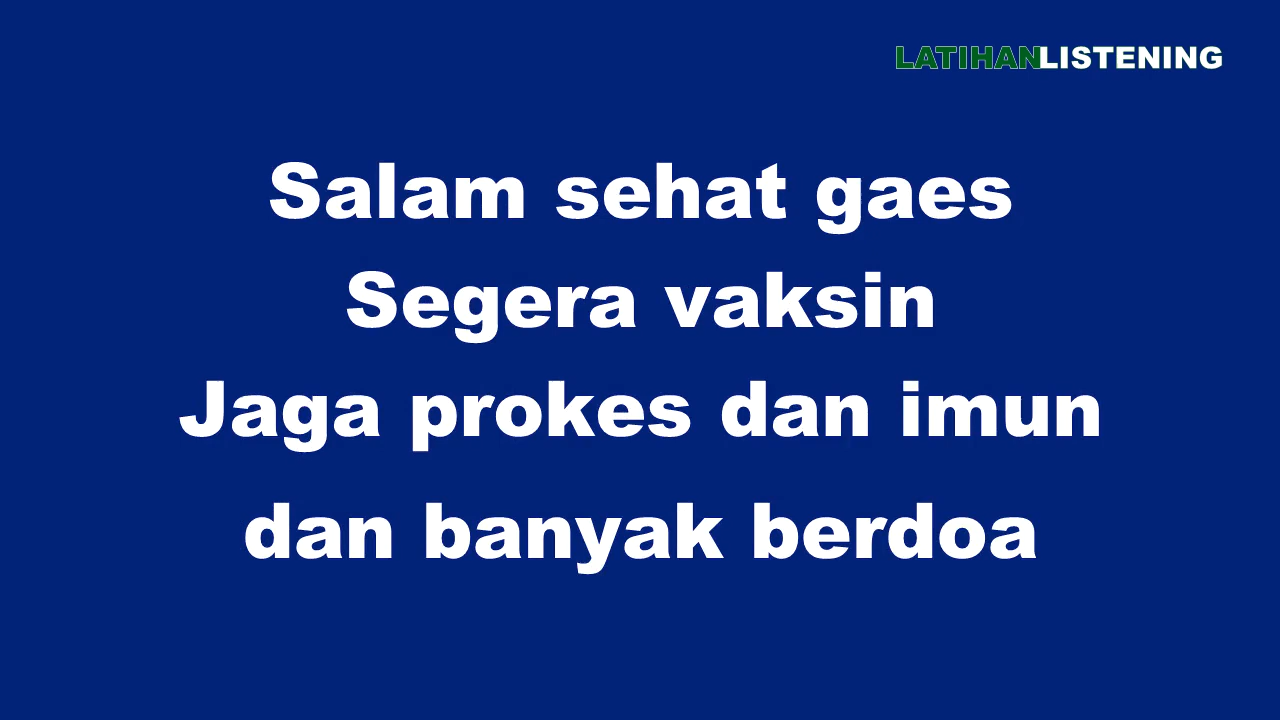 LATIHANLISTENING
Salam sehat gaes
Segera vaksin
Jaga prokes dan imun
dan banyak berdoa